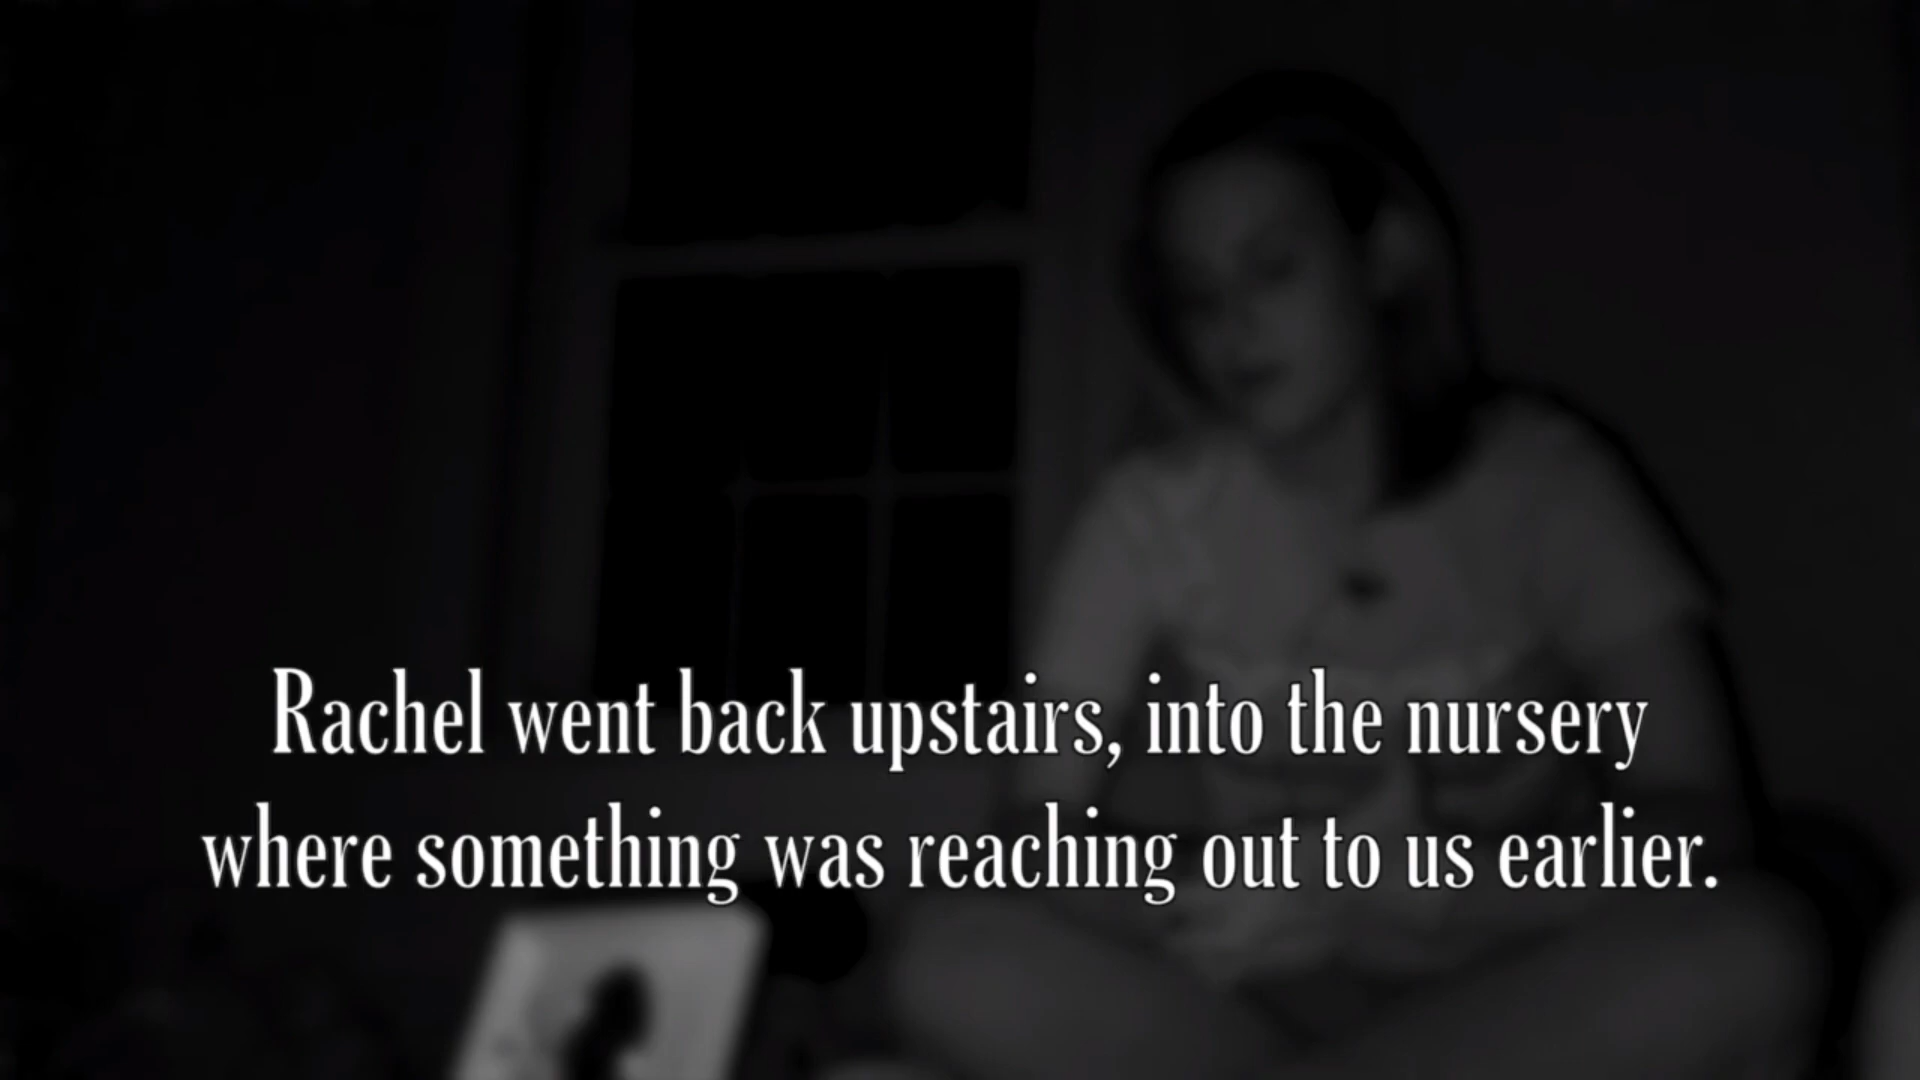 Rachel went back upstairs, into the nursery
where something was reaching out to us earlier.